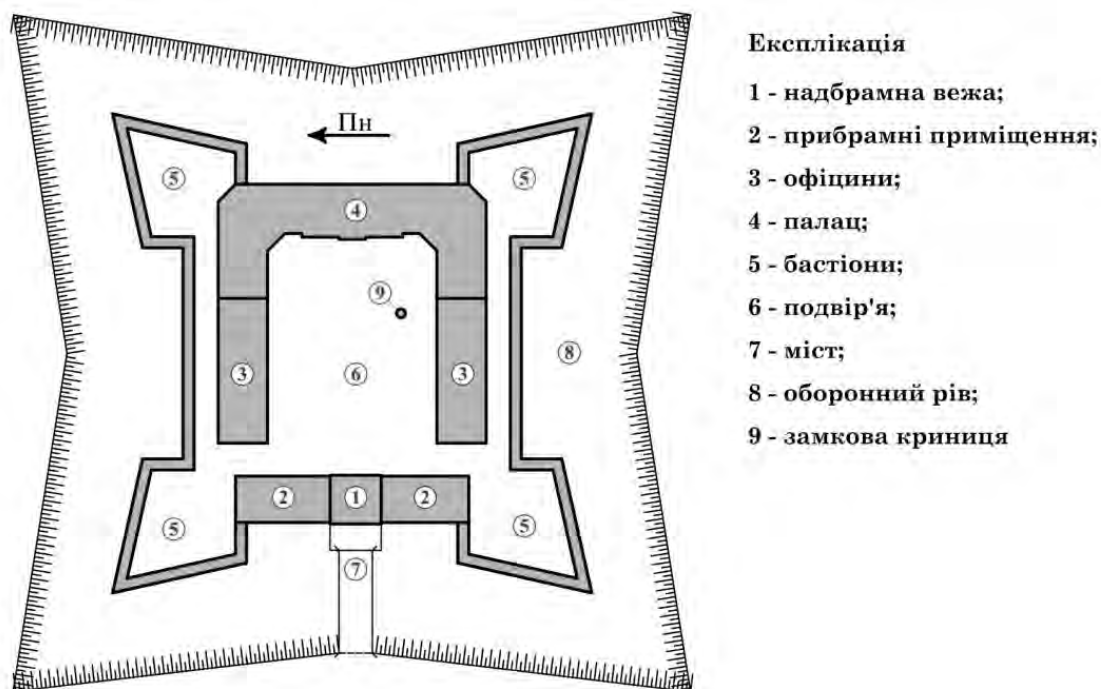 Експлікація
1 - надбрамна вежа;
2 - прибрамні приміщення;
3 - офіцини;
4 - палац;
5 - бастіони;
6 - подвір'я;
7 - міст;
8 - оборонний рів;
9 - замкова криниця
Пн
5
5
4
9
3
6
3
8
2
1
2
5
5
7